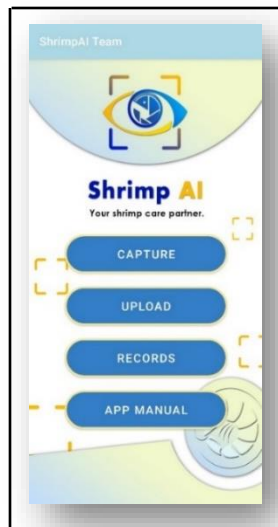 ShrimpAI Team
Shrimp AI
Your shrimp care partner.
CAPTURE
UPLOAD
RECORDS
APP MANUAL